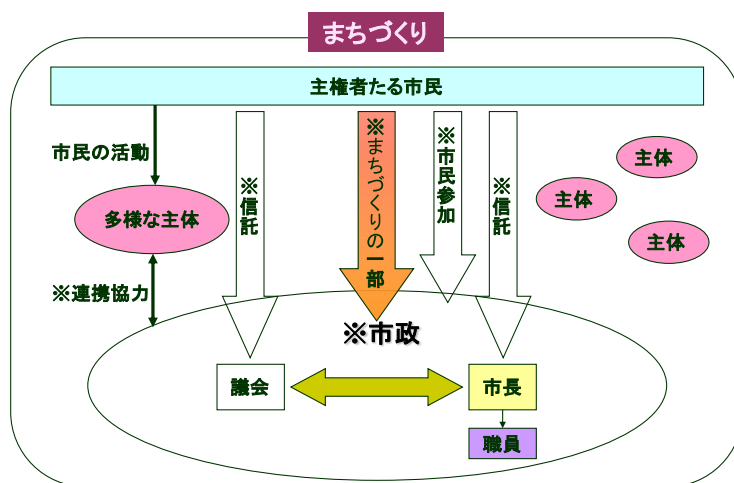 まちづくり
主権者たる市民
市民の活動
多様な主体
※連携協力
※信託
※まちづくりの一部
※市民参加
※信託
主体
主体
主体
※市政
議会
市長
職員